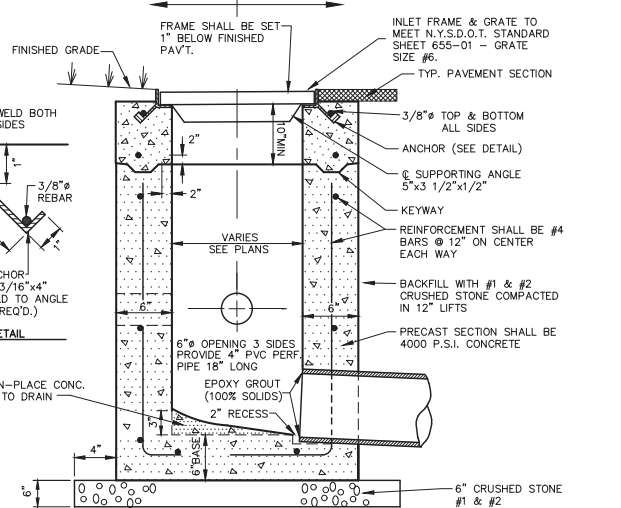 FRAME SHALL BE SET
1" BELOW FINISHED
PAV'T.
INLET FRAME & GRATE TO
MEET N.Y.S.D.O.T. STANDARD
SHEET 655-01 - GRATE
SIZE #6.
FINISHED GRADE
TYP. PAVEMENT SECTION
WELD BOTH
SIDES
3/8"ø TOP & BOTTOM
ALL SIDES
2"
10"MIN
ANCHOR (SEE DETAIL)
1"
℄ SUPPORTING ANGLE
5"x3 1/2"x1/2"
3/8"ø
REBAR
2"
KEYWAY
1"
VARIES
SEE PLANS
REINFORCEMENT SHALL BE #4
BARS @ 12" ON CENTER
EACH WAY
3/16"x4"
TO ANGLE
REQ'D.)
BACKFILL WITH #1 & #2
CRUSHED STONE COMPACTED
IN 12" LIFTS
6"
6"
PRECAST SECTION SHALL BE
4000 P.S.I. CONCRETE
6"ø OPENING 3 SIDES
PROVIDE 4" PVC PERF.
PIPE 18" LONG
N-PLACE CONC.
TO DRAIN
EPOXY GROUT
(100% SOLIDS)
2" RECESS
3"
4"
6"BASE
6"
6" CRUSHED STONE
#1 & #2